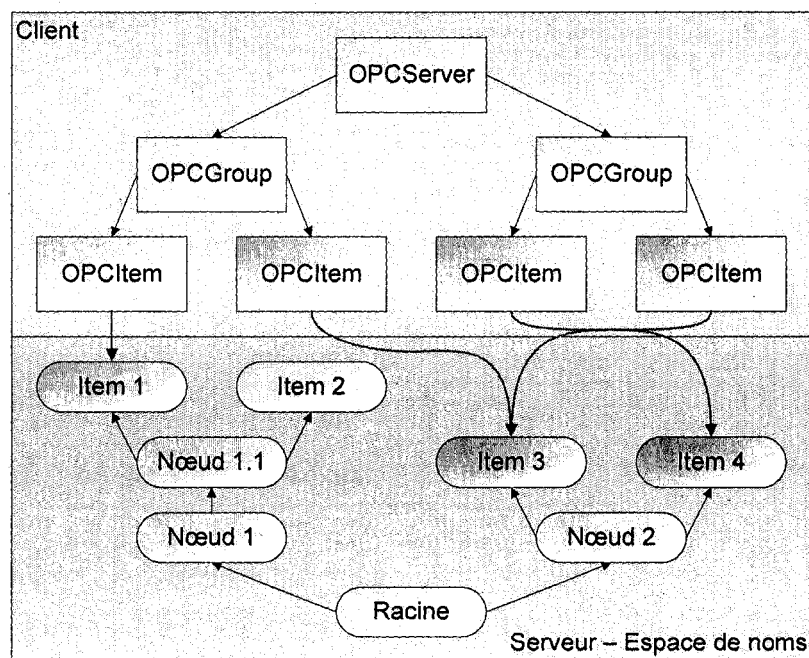 Client
OPCServer
OPCGroup
OPCGroup
OPCItem
OPCItem
OPCItem
OPCItem
Item 1
Item 2
Nœud 1.1
Item 3
Item 4
Nœud 1
Nœud 2
Racine
Serveur – Espace de noms